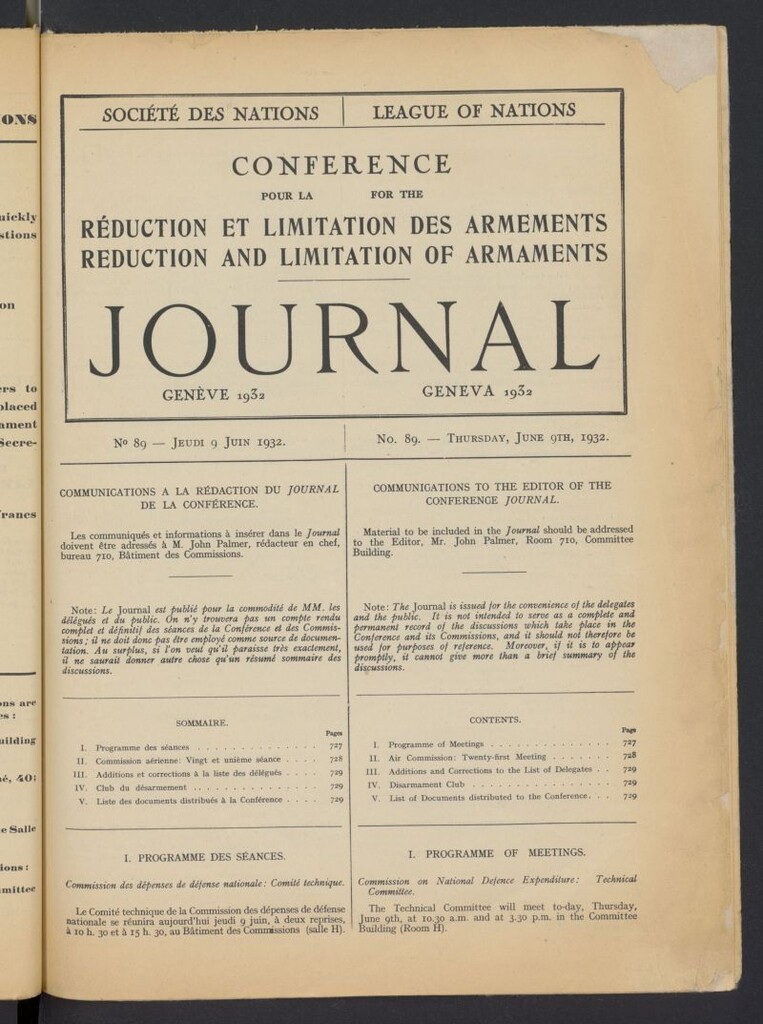 ONS
uickly
stions
on
ers to
placed
ament
Secre-
rancs
ns are
es :
uilding
né, 40:
e Salle
ions :
mittee
SOCIÉTÉ DES NATIONS | LEAGUE OF NATIONS
CONFERENCE
POUR LA FOR THE
RÉDUCTION ET LIMITATION DES ARMEMENTS
REDUCTION AND LIMITATION OF ARMAMENTS
JOURNAL
GENÈVE 1932 GENEVA 1932
No 89 — Jeudi 9 Juin 1932.
COMMUNICATIONS A LA RÉDACTION DU JOURNAL
DE LA CONFÉRENCE.
Les communiqués et informations à insérer dans le Journal
doivent être adressés à M. John Palmer, rédacteur en chef,
bureau 710, Bâtiment des Commissions.
Note: Le Journal est publié pour la commodité de MM. les
délégués et du public. On n'y trouvera pas un compte rendu
complet et définitif des séances de la Conférence et des Commis-
sions ; il ne doit donc pas être employé comme source de documen-
tation. Au surplus, si l'on veut qu'il paraisse très exactement,
il ne saurait donner autre chose qu'un résumé sommaire des
discussions.
SOMMAIRE.
Pages
I. Programme des séances . . . . . . . . . . . . . . . 727
II. Commission aérienne: Vingt et unième séance . . . . 728
III. Additions et corrections à la liste des délégués . . . . 729
IV. Club du désarmement . . . . . . . . . . . . . . . 729
V. Liste des documents distribués à la Conférence . . . . 729
I. PROGRAMME DES SÉANCES.
Commission des dépenses de défense nationale: Comité technique.
Le Comité technique de la Commission des dépenses de défense
nationale se réunira aujourd'hui jeudi 9 juin, à deux reprises,
à 10 h. 30 et à 15 h. 30, au Bâtiment des Commissions (salle H).
No. 89. — Thursday, June 9th, 1932.
COMMUNICATIONS TO THE EDITOR OF THE
CONFERENCE JOURNAL.
Material to be included in the Journal should be addressed
to the Editor, Mr. John Palmer, Room 710, Committee
Building.
Note: The Journal is issued for the convenience of the delegates
and the public. It is not intended to serve as a complete and
permanent record of the discussions which take place in the
Conference and its Commissions, and it should not therefore be
used for purposes of reference. Moreover, if it is to appear
promptly, it cannot give more than a brief summary of the
discussions.
CONTENTS.
Page
I. Programme of Meetings . . . . . . . . . . . . . . 727
II. Air Commission: Twenty-first Meeting . . . . . . . 728
III. Additions and Corrections to the List of Delegates . . 729
IV. Disarmament Club . . . . . . . . . . . . . . . . . 729
V. List of Documents distributed to the Conference. . . 729
I. PROGRAMME OF MEETINGS.
Commission on National Defence Expenditure: Technical
Committee.
The Technical Committee will meet to-day, Thursday,
June 9th, at 10.30 a.m. and at 3.30 p.m. in the Committee
Building (Room H).